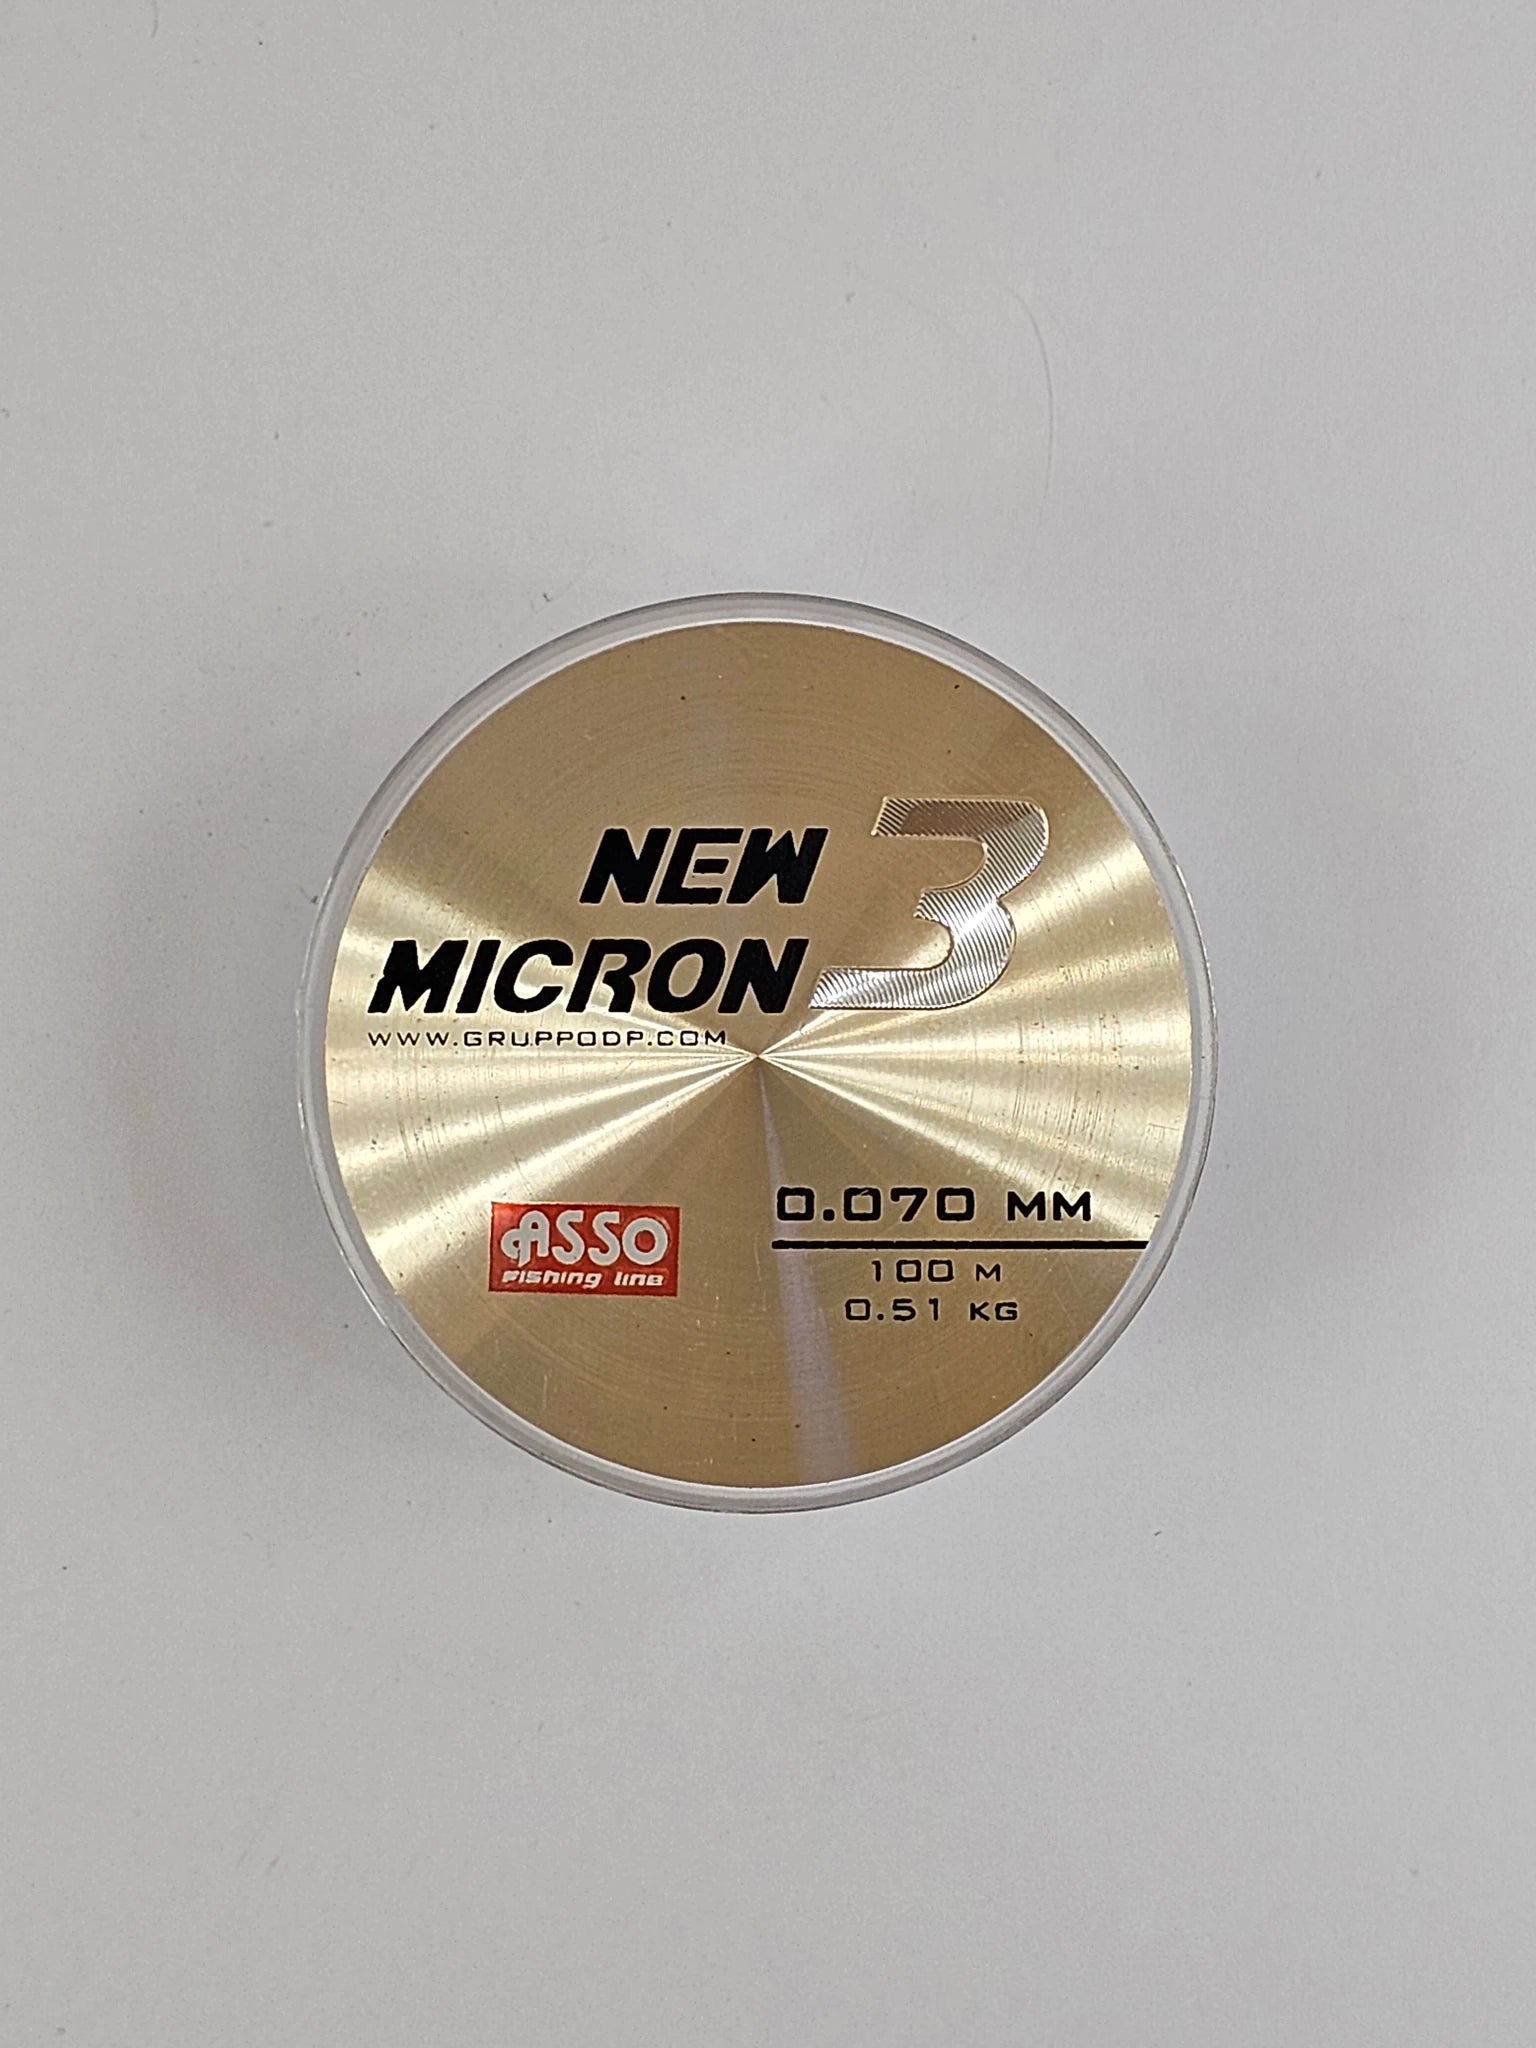 NEW
MICRON 3
WWW.GRUPPODP.COM
ASSO
fishing line
0.070 MM
100 M
0.51 KG